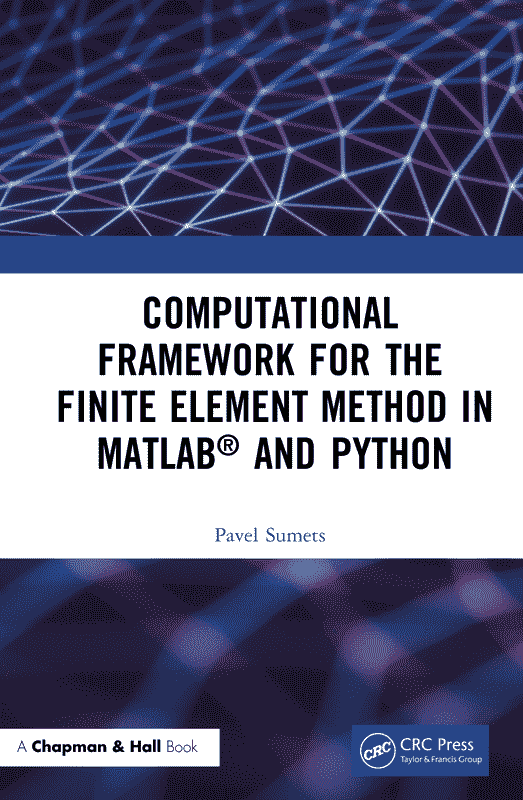 COMPUTATIONAL
FRAMEWORK FOR THE
FINITE ELEMENT METHOD IN
MATLAB® AND PYTHON
Pavel Sumets
A Chapman & Hall Book
CRC
CRC Press
Taylor & Francis Group